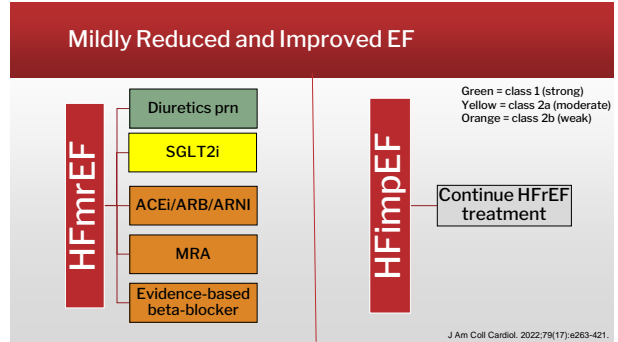 Mildly Reduced and Improved EF
HFmrEF
Diuretics prn
SGLT2i
ACEi/ARB/ARNI
MRA
Evidence-based
beta-blocker
Green = class 1 (strong)
Yellow = class 2a (moderate)
Orange = class 2b (weak)
HFimpEF
Continue HFrEF
treatment
J Am Coll Cardiol. 2022;79(17):e263-421.